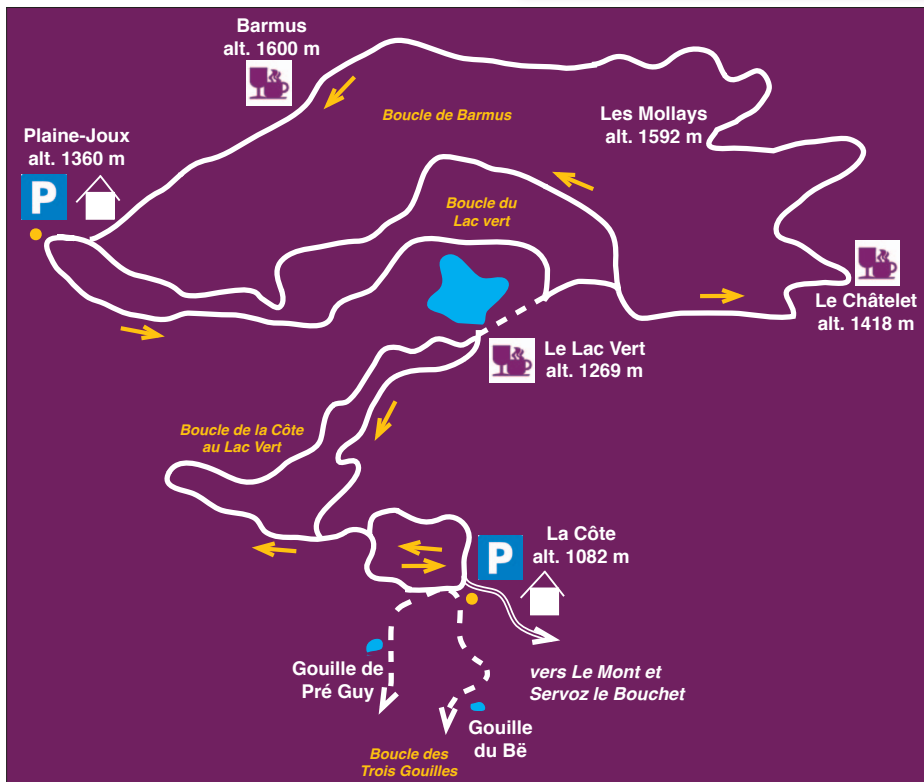 Barmus
alt. 1600 m
Boucle de Barmus
Les Mollays
alt. 1592 m
Plaine-Joux
alt. 1360 m
P
Boucle du
Lac vert
Le Châtelet
alt. 1418 m
Le Lac Vert
alt. 1269 m
Boucle de la Côte
au Lac Vert
La Côte
alt. 1082 m
P
Gouille de
Pré Guy
vers Le Mont et
Servoz le Bouchet
Gouille
du Bë
Boucle des
Trois Gouilles